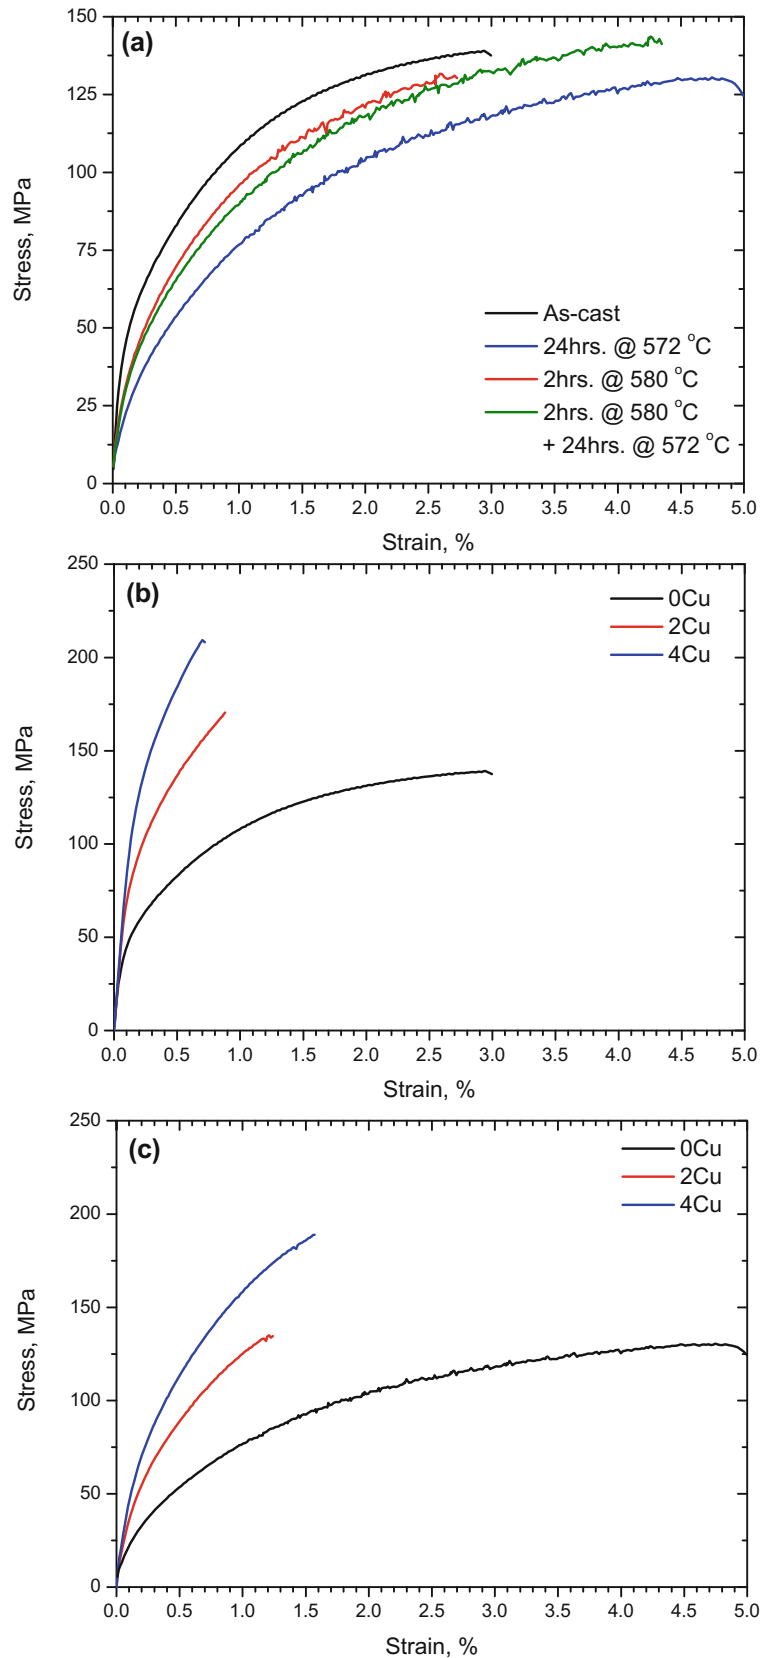 (a)
150
125
100
75
50
25
0
Stress, MPa
As-cast
24hrs. @ 572 °C
2hrs. @ 580 °C
2hrs. @ 580 °C
+ 24hrs. @ 572 °C
0.0 0.5 1.0 1.5 2.0 2.5 3.0 3.5 4.0 4.5 5.0
Strain, %
(b)
250
200
150
100
50
0
Stress, MPa
0Cu
2Cu
4Cu
0.0 0.5 1.0 1.5 2.0 2.5 3.0 3.5 4.0 4.5 5.0
Strain, %
(c)
250
200
150
100
50
0
Stress, MPa
0Cu
2Cu
4Cu
0.0 0.5 1.0 1.5 2.0 2.5 3.0 3.5 4.0 4.5 5.0
Strain, %